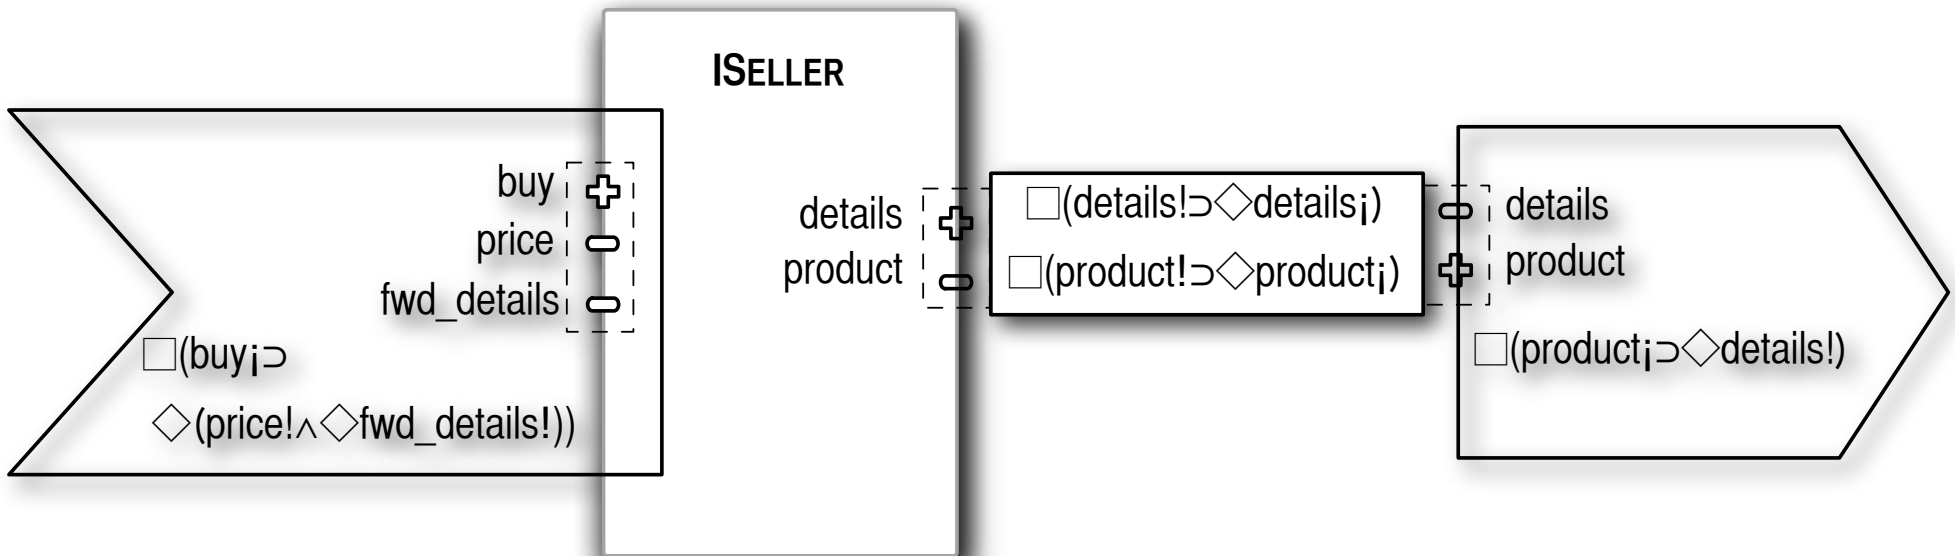 ISELLER
buy
price
fwd_details
□(buy¡⊃
◇(price!∧◇fwd_details!))
details
product
□(details!⊃◇details¡)
□(product!⊃◇product¡)
details
product
□(product¡⊃◇details!)